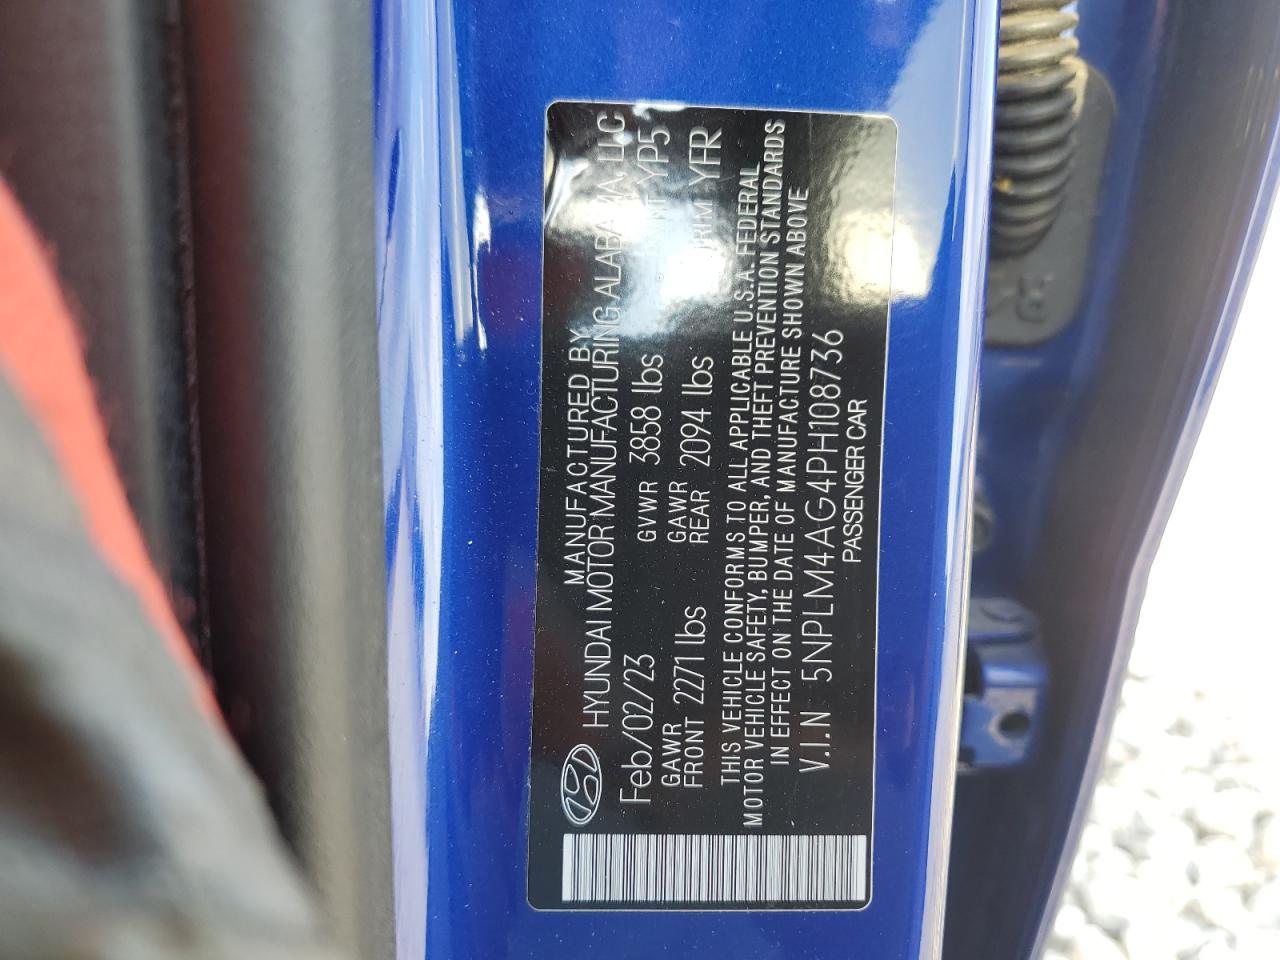 MANUFACTURED BY
HYUNDAI MOTOR MANUFACTURING ALABAMA, LLC
Feb/02/23 GVWR 3858 lbs YP5
GAWR FRONT 2271 lbs GAWR REAR 2094 lbs TRIM YFR
THIS VEHICLE CONFORMS TO ALL APPLICABLE U.S.A. FEDERAL
MOTOR VEHICLE SAFETY, BUMPER, AND THEFT PREVENTION STANDARDS
IN EFFECT ON THE DATE OF MANUFACTURE SHOWN ABOVE
V.I.N 5NPLM4AG4PH108736
PASSENGER CAR